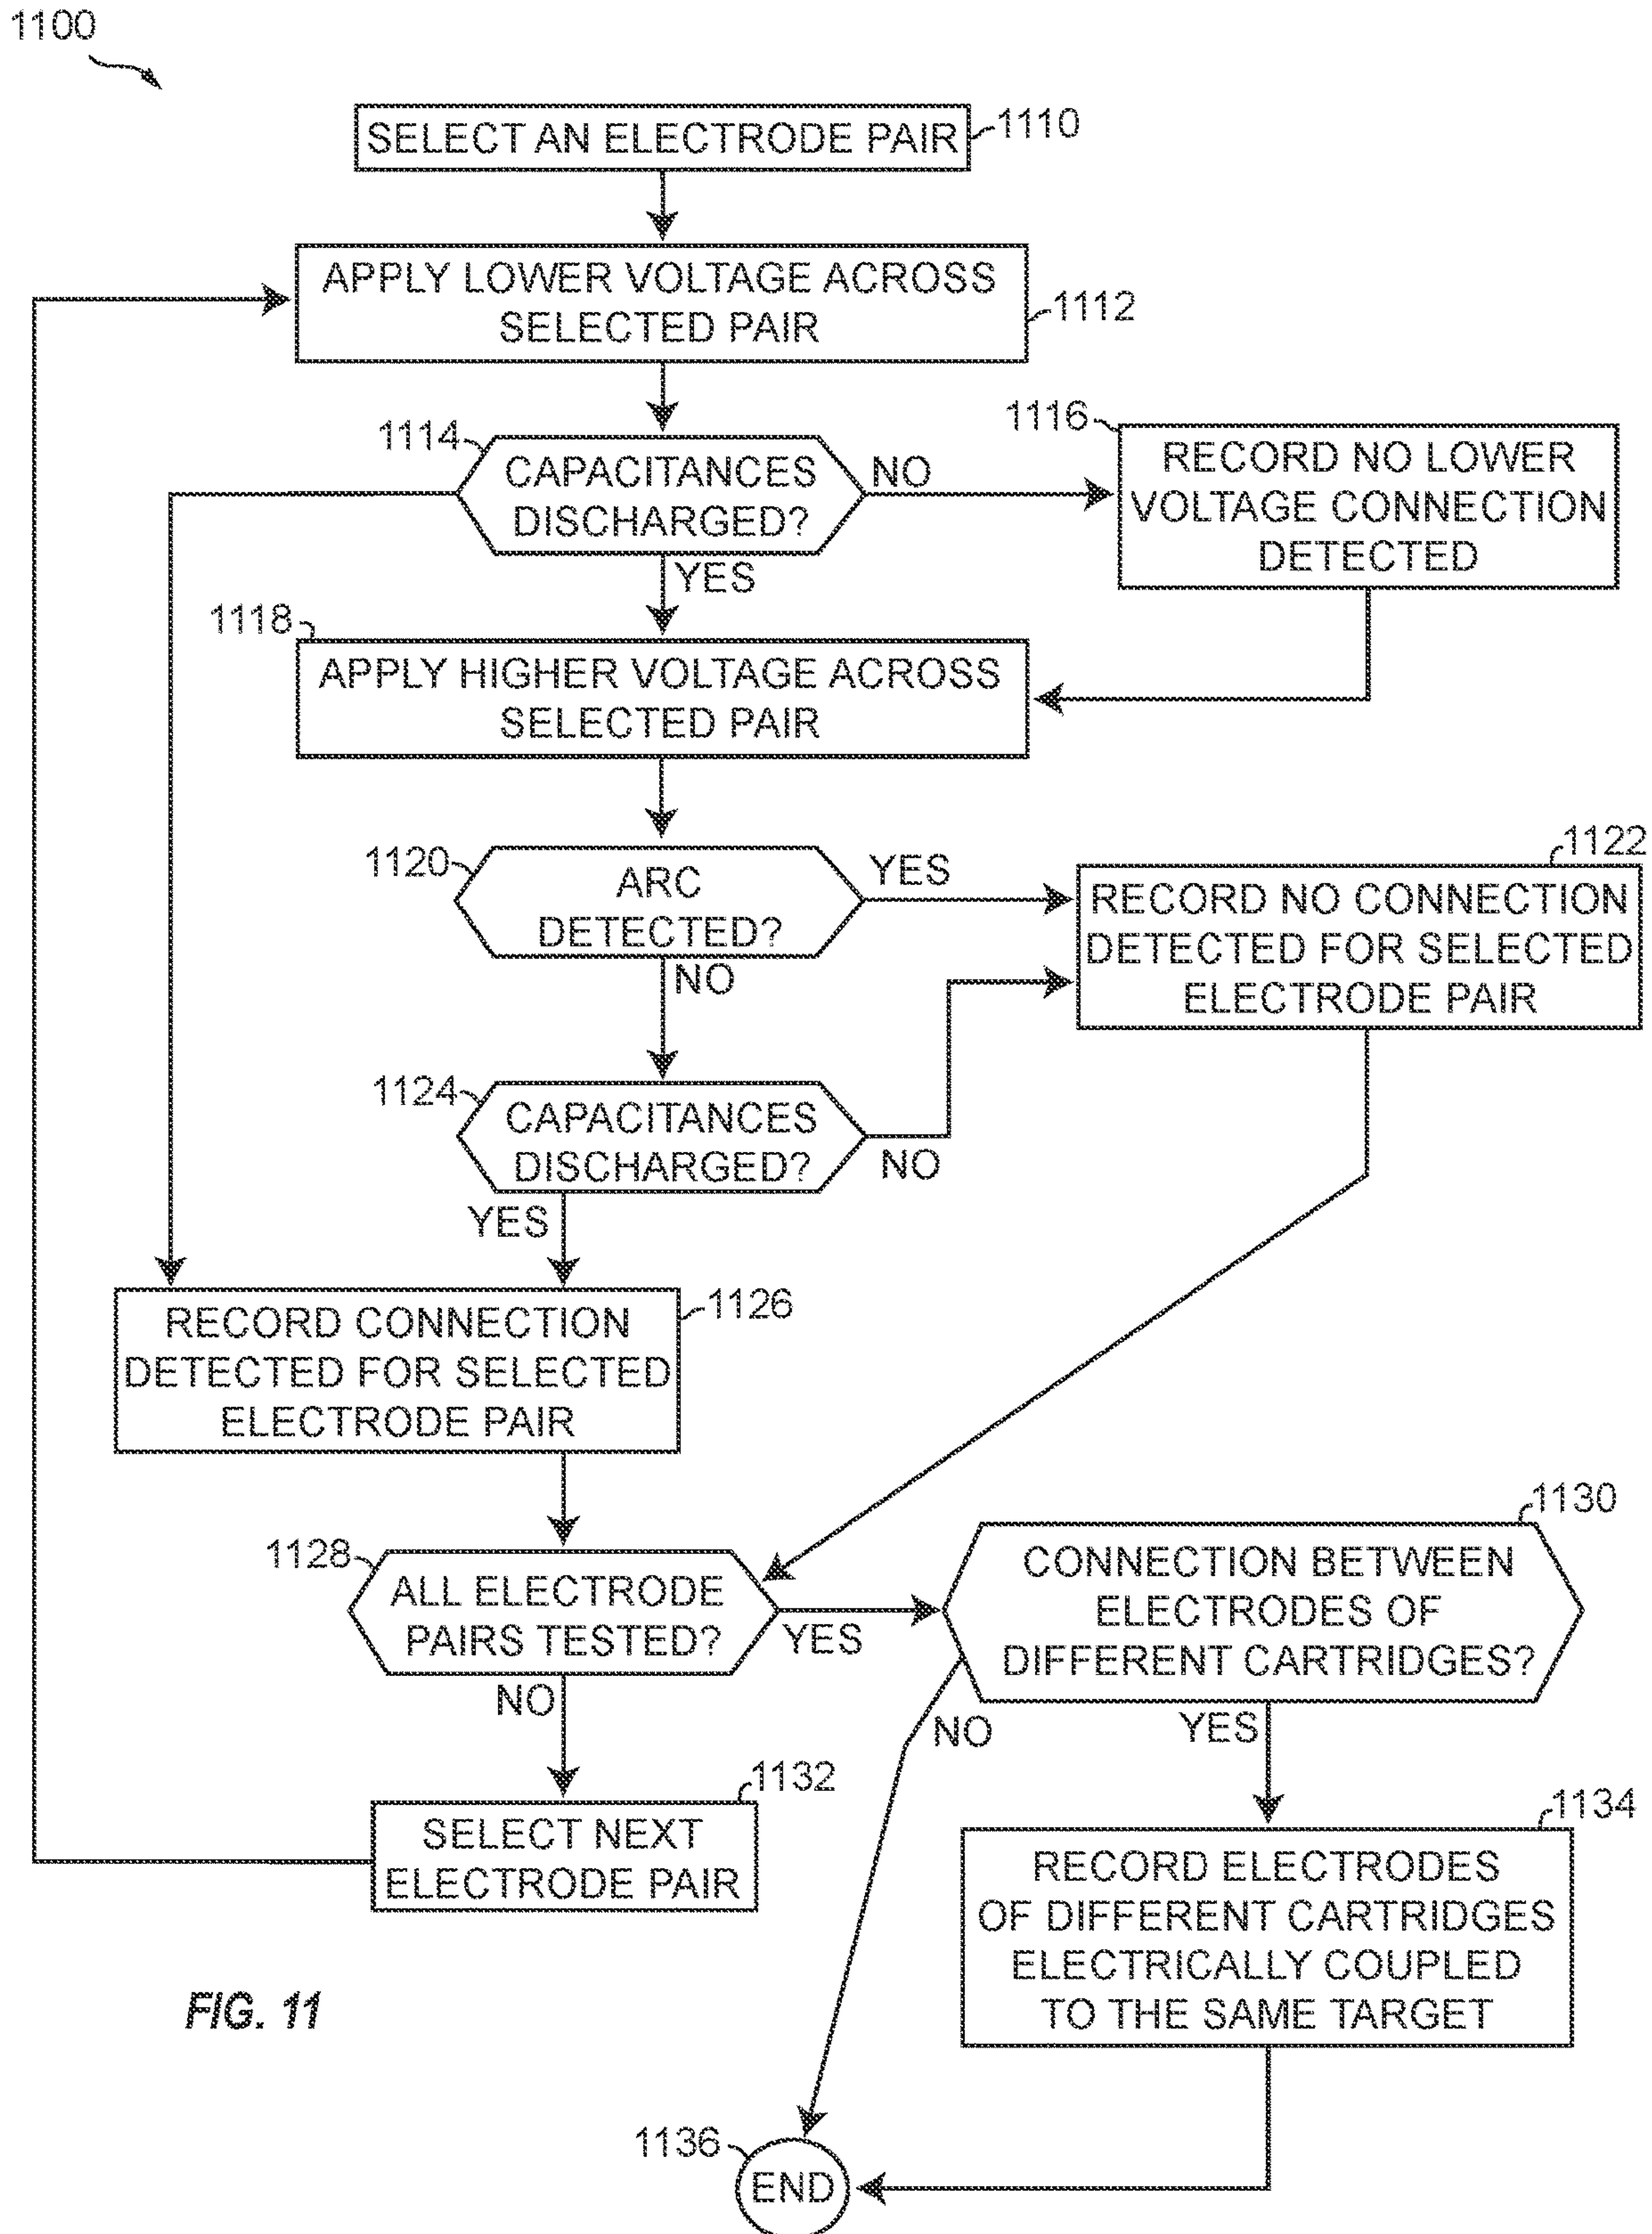 1100
SELECT AN ELECTRODE PAIR
1110
APPLY LOWER VOLTAGE ACROSS
SELECTED PAIR
1112
1114
CAPACITANCES
DISCHARGED?
NO
YES
1116
RECORD NO LOWER
VOLTAGE CONNECTION
DETECTED
1118
APPLY HIGHER VOLTAGE ACROSS
SELECTED PAIR
1120
ARC
DETECTED?
YES
NO
1122
RECORD NO CONNECTION
DETECTED FOR SELECTED
ELECTRODE PAIR
1124
CAPACITANCES
DISCHARGED?
NO
YES
1126
RECORD CONNECTION
DETECTED FOR SELECTED
ELECTRODE PAIR
1128
ALL ELECTRODE
PAIRS TESTED?
YES
NO
1130
CONNECTION BETWEEN
ELECTRODES OF
DIFFERENT CARTRIDGES?
NO
YES
1132
SELECT NEXT
ELECTRODE PAIR
1134
RECORD ELECTRODES
OF DIFFERENT CARTRIDGES
ELECTRICALLY COUPLED
TO THE SAME TARGET
FIG. 11
1136
END